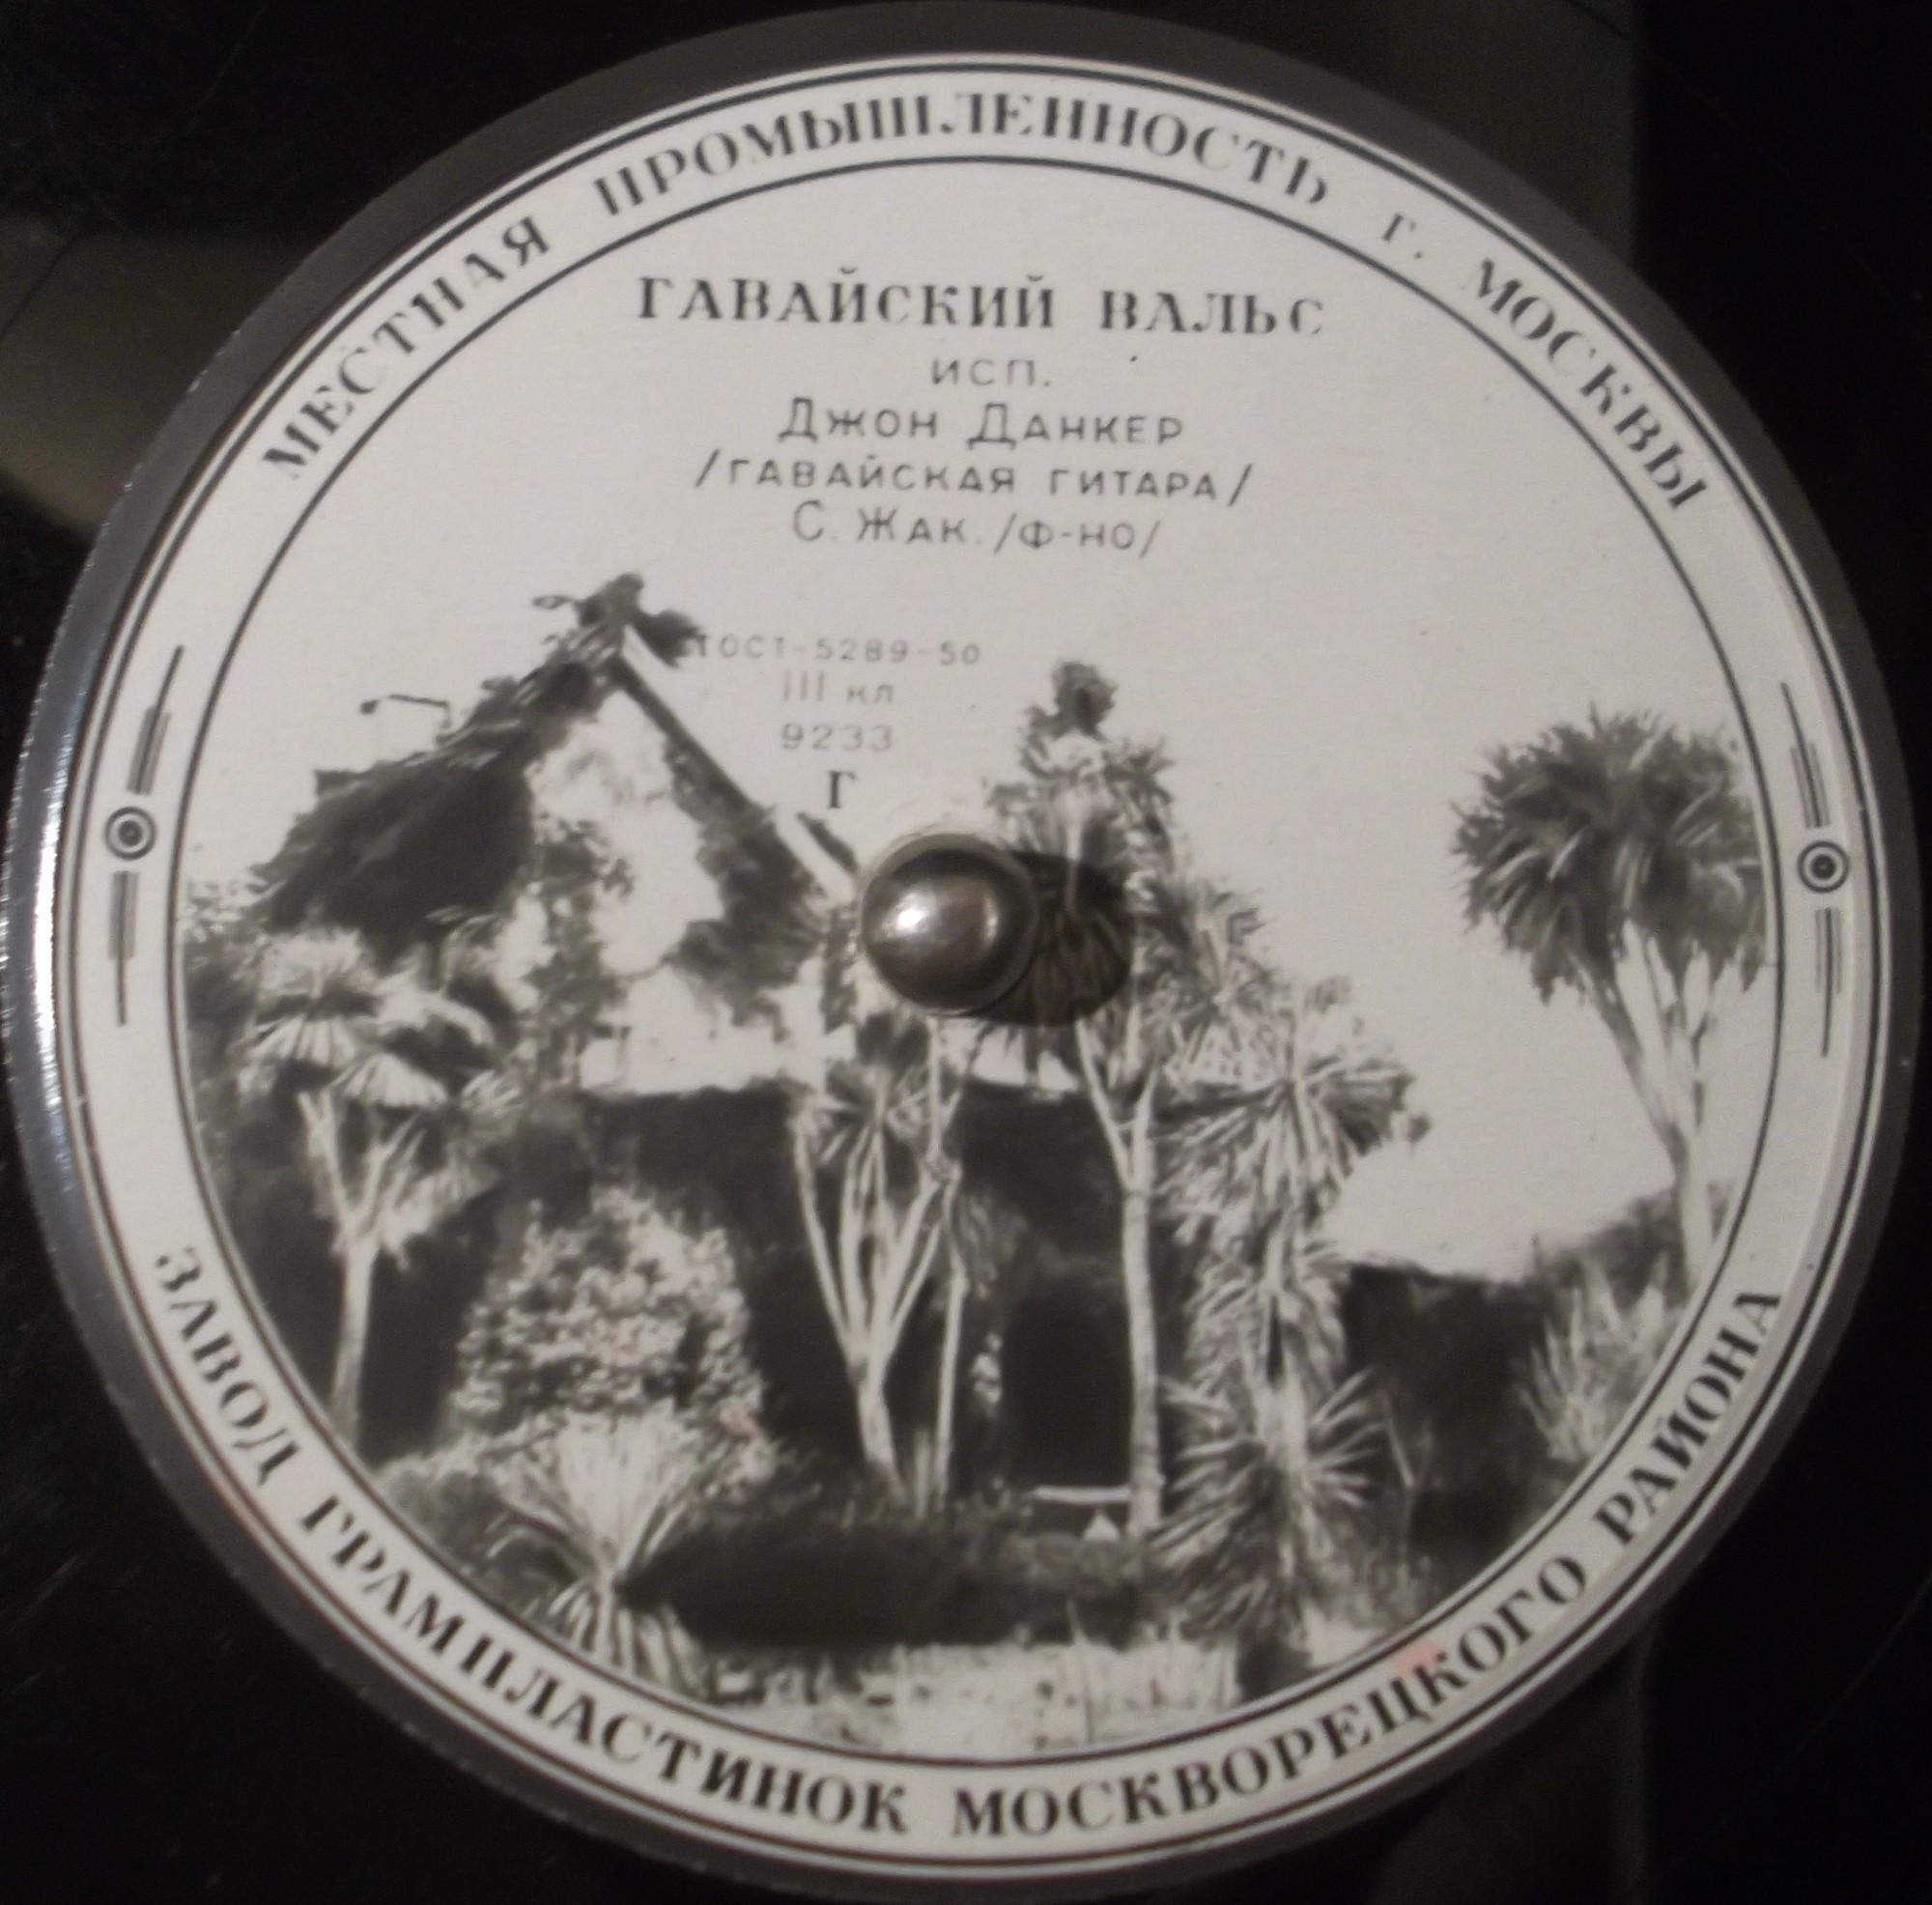 МЕСТНАЯ ПРОМЫШЛЕННОСТЬ г. МОСКВЫ
ГАВАЙСКИЙ ВАЛЬС
ИСП.
ДЖОН ДАНКЕР
/ГАВАЙСКАЯ ГИТАРА/
С. ЖАК. /Ф-НО/
ГОСТ-5289-50
III кл
9233
Г
ЗАВОД ГРАМПЛАСТИНОК МОСКВОРЕЦКОГО РАЙОНА